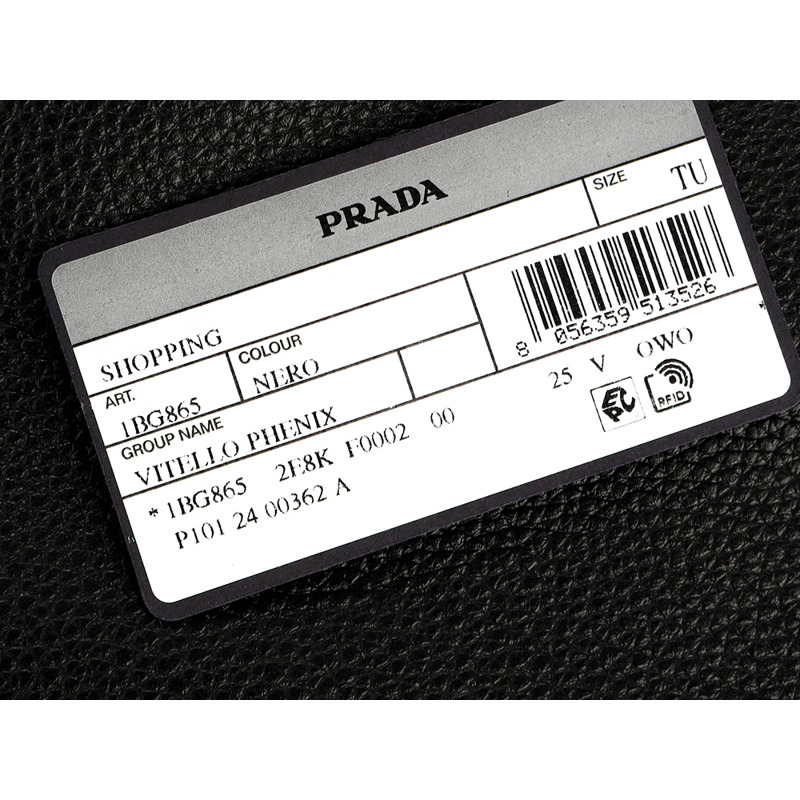 PRADA
SIZE TU
SHOPPING
ART. COLOUR
1BG865 NERO
GROUP NAME
VITELLO PHENIX
8 056359 513526
25 V OWO
* 1BG865 2E8K F0002 00
P101 24 00362 A
EPC
RFID